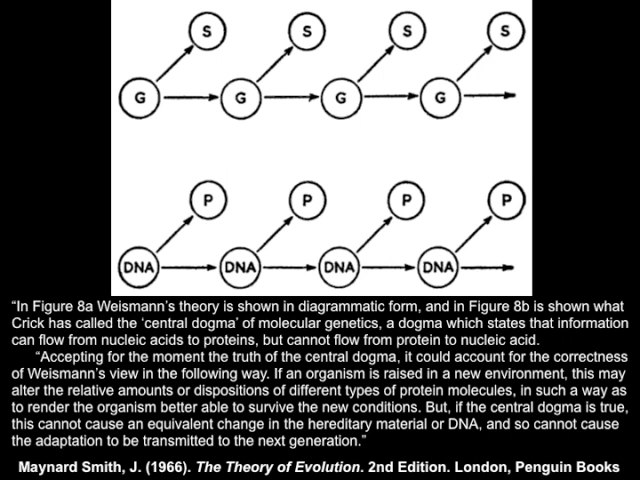 S S S S
G G G G
P P P P
DNA DNA DNA DNA
“In Figure 8a Weismann’s theory is shown in diagrammatic form, and in Figure 8b is shown what
Crick has called the ‘central dogma’ of molecular genetics, a dogma which states that information
can flow from nucleic acids to proteins, but cannot flow from protein to nucleic acid.
“Accepting for the moment the truth of the central dogma, it could account for the correctness
of Weismann’s view in the following way. If an organism is raised in a new environment, this may
alter the relative amounts or dispositions of different types of protein molecules, in such a way as
to render the organism better able to survive the new conditions. But, if the central dogma is true,
this cannot cause an equivalent change in the hereditary material or DNA, and so cannot cause
the adaptation to be transmitted to the next generation.”
Maynard Smith, J. (1966). The Theory of Evolution. 2nd Edition. London, Penguin Books